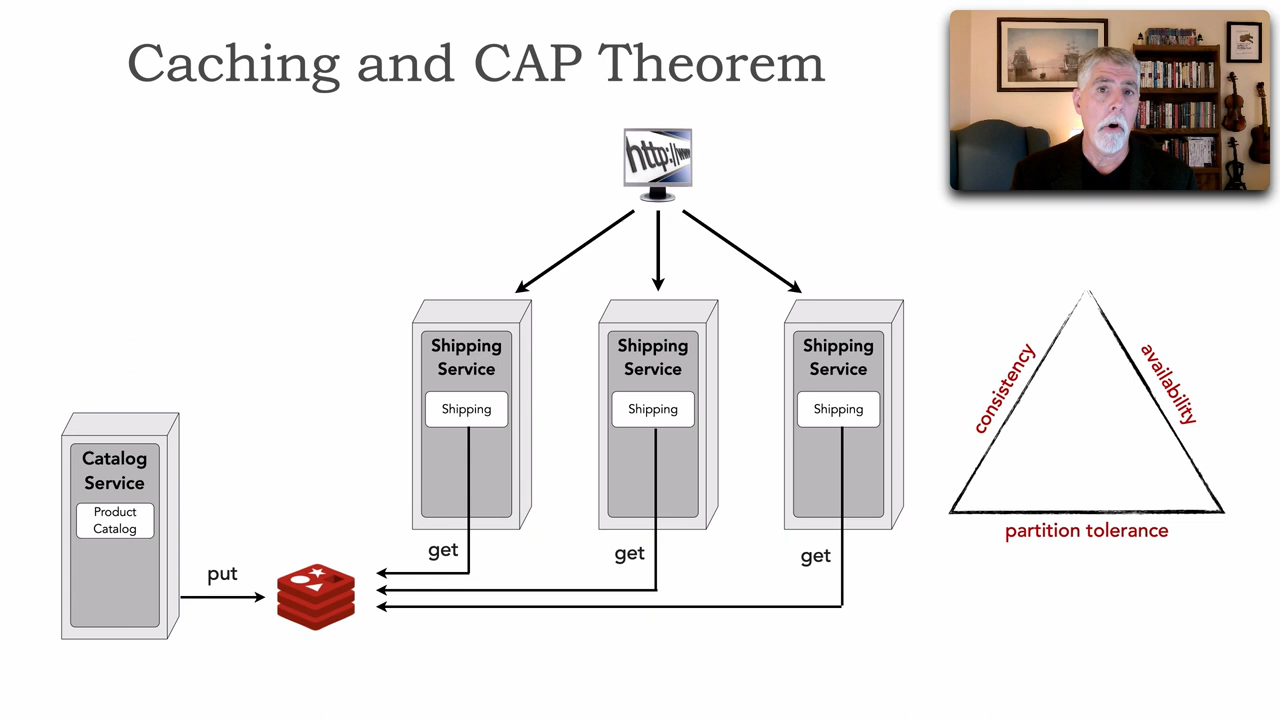 Caching and CAP Theorem
http://www
Shipping
Service
Shipping
Shipping
Service
Shipping
Shipping
Service
Shipping
consistency
availability
partition tolerance
Catalog
Service
Product
Catalog
put
get
get
get